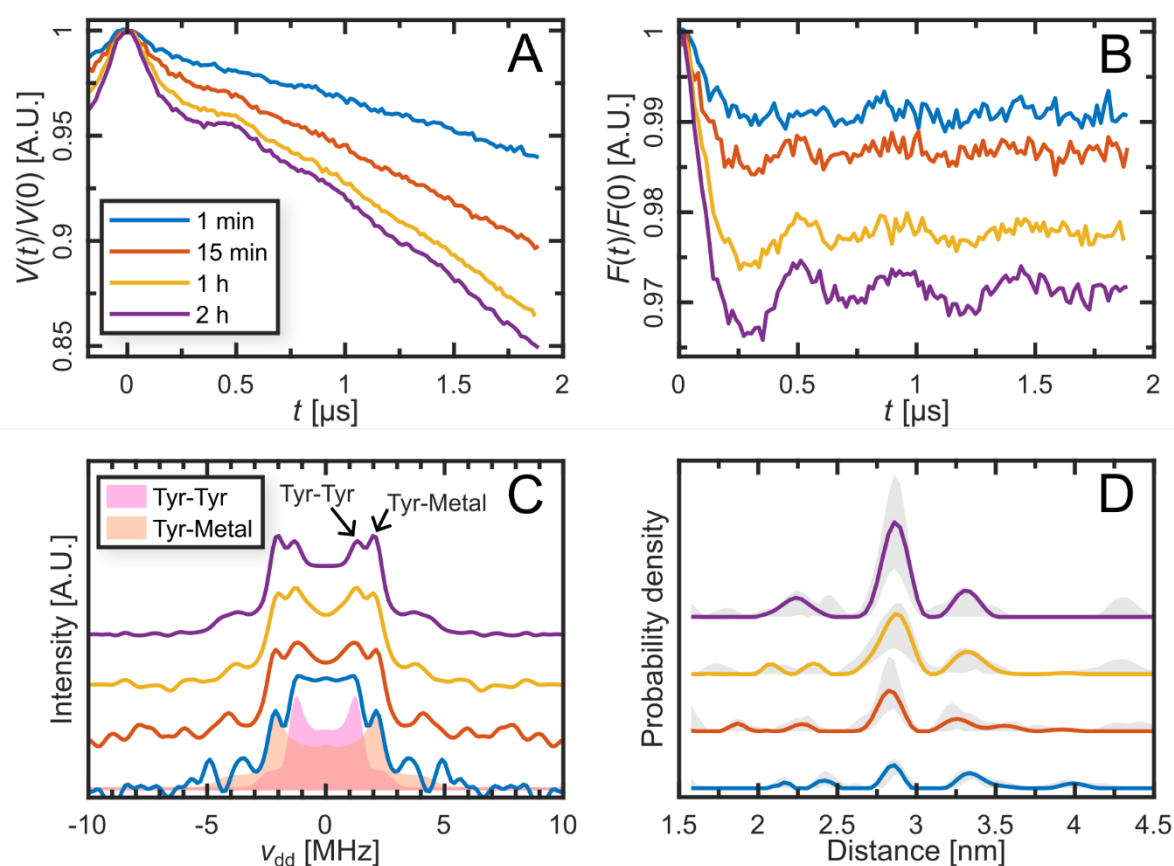 A
V(t)/V(0) [A.U.]
1
0.95
0.9
0.85
1 min
15 min
1 h
2 h
0
0.5
1
1.5
2
t [µs]
B
F(t)/F(0) [A.U.]
1
0.99
0.98
0.97
0
0.5
1
1.5
2
t [µs]
C
Tyr-Tyr
Tyr-Metal
Tyr-Tyr
Tyr-Metal
Intensity [A.U.]
-10
-5
0
5
10
νdd [MHz]
D
Probability density
1.5
2
2.5
3
3.5
4
4.5
Distance [nm]